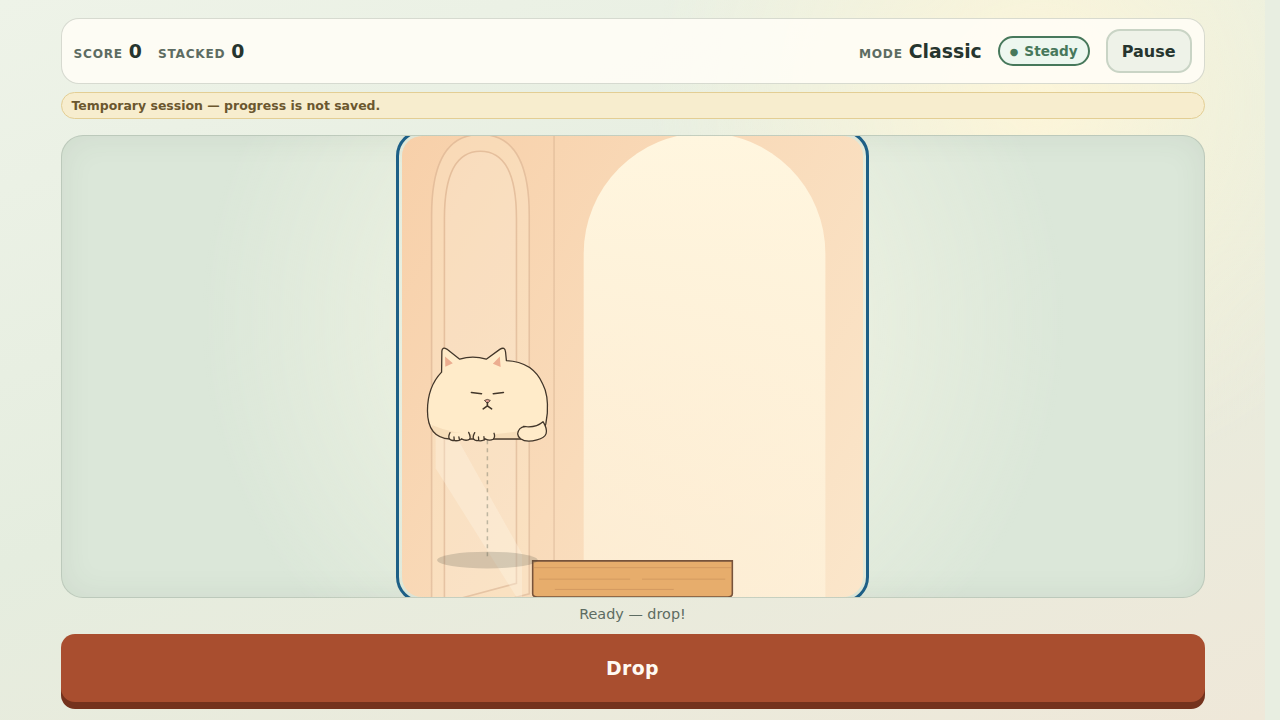 SCORE 0 STACKED 0 MODE Classic ● Steady Pause
Temporary session — progress is not saved.
Ready — drop!
Drop